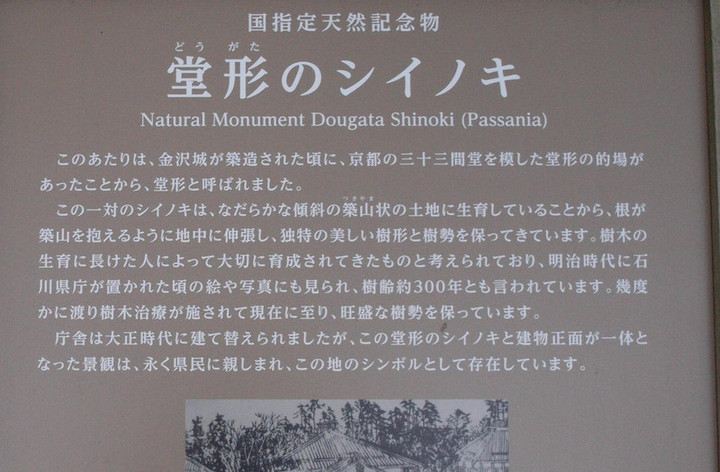 国指定天然記念物
どうがた
堂形のシイノキ
Natural Monument Dougata Shinoki (Passania)
このあたりは、金沢城が築造された頃に、京都の三十三間堂を模した堂形の的場が
あったことから、堂形と呼ばれました。
つきやま
この一対のシイノキは、なだらかな傾斜の築山状の土地に生育していることから、根が
築山を抱えるように地中に伸張し、独特の美しい樹形と樹勢を保ってきています。樹木の
生育に長けた人によって大切に育成されてきたものと考えられており、明治時代に石
川県庁が置かれた頃の絵や写真にも見られ、樹齢約300年とも言われています。幾度
かに渡り樹木治療が施されて現在に至り、旺盛な樹勢を保っています。
庁舎は大正時代に建て替えられましたが、この堂形のシイノキと建物正面が一体と
なった景観は、永く県民に親しまれ、この地のシンボルとして存在しています。